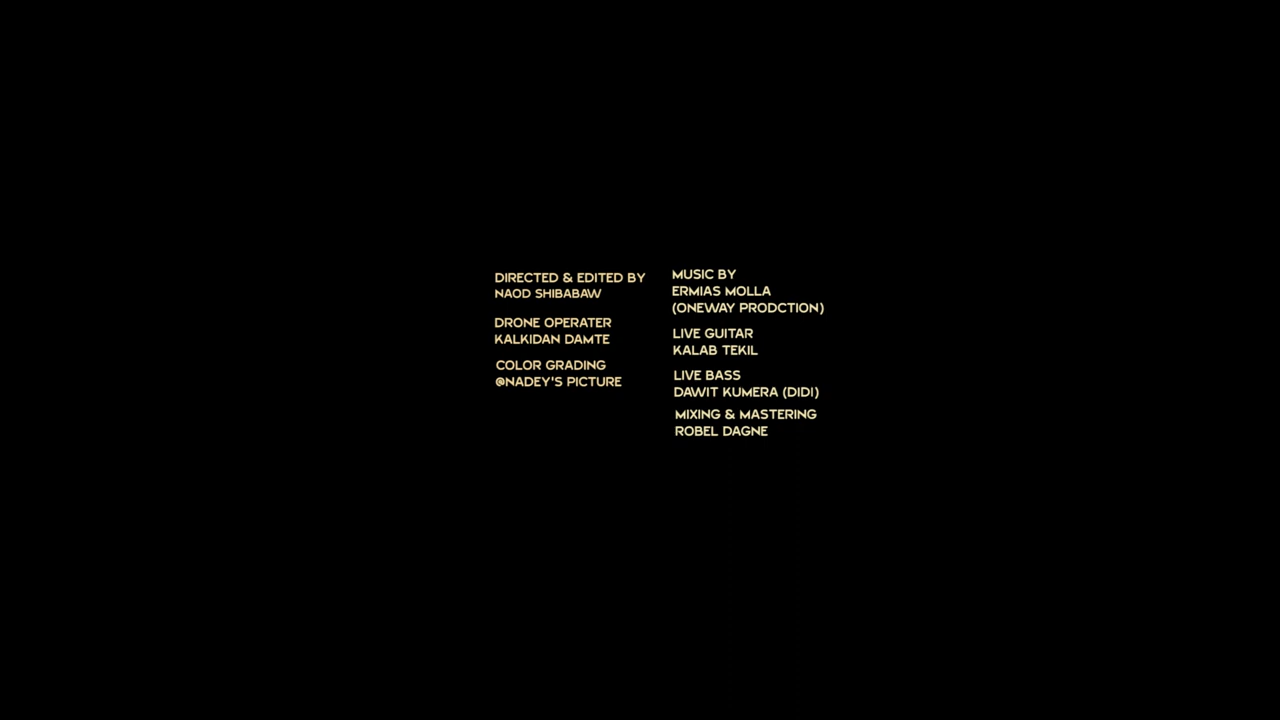 DIRECTED & EDITED BY
NAOD SHIBABAW
DRONE OPERATER
KALKIDAN DAMTE
COLOR GRADING
@NADEY'S PICTURE
MUSIC BY
ERMIAS MOLLA
(ONEWAY PRODCTION)
LIVE GUITAR
KALAB TEKIL
LIVE BASS
DAWIT KUMERA (DIDI)
MIXING & MASTERING
ROBEL DAGNE